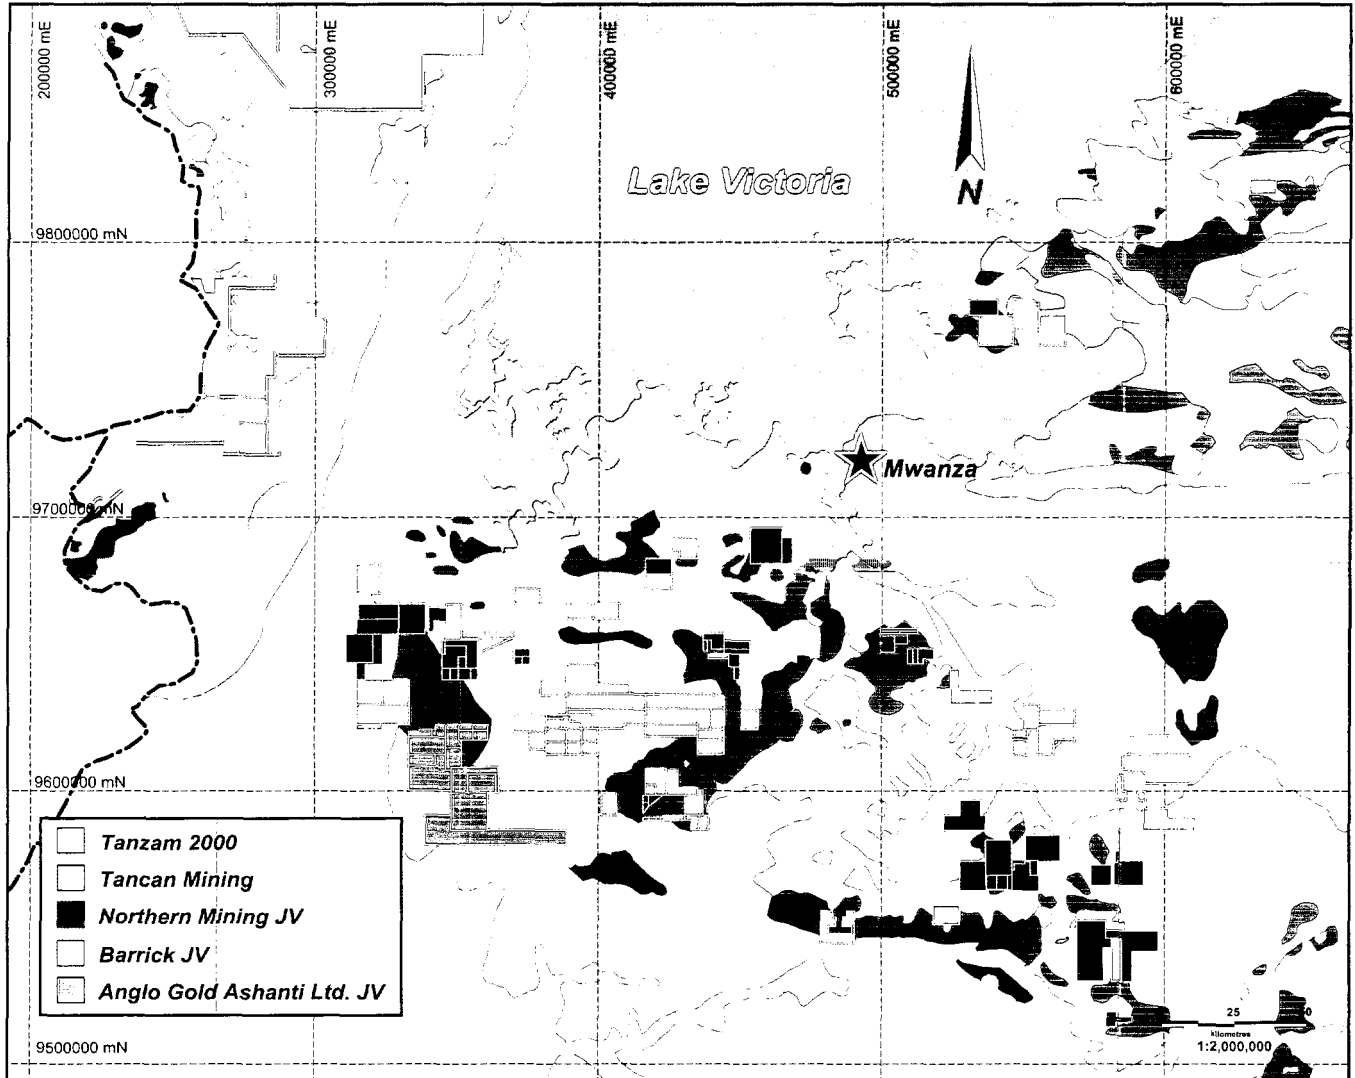 200000 mE
300000 mE
400000 mE
500000 mE
600000 mE
Lake Victoria
N
9800000 mN
Mwanza
9700000 mN
9600000 mN
Tanzam 2000
Tancan Mining
Northern Mining JV
Barrick JV
Anglo Gold Ashanti Ltd. JV
25
kilometres
1:2,000,000
9500000 mN